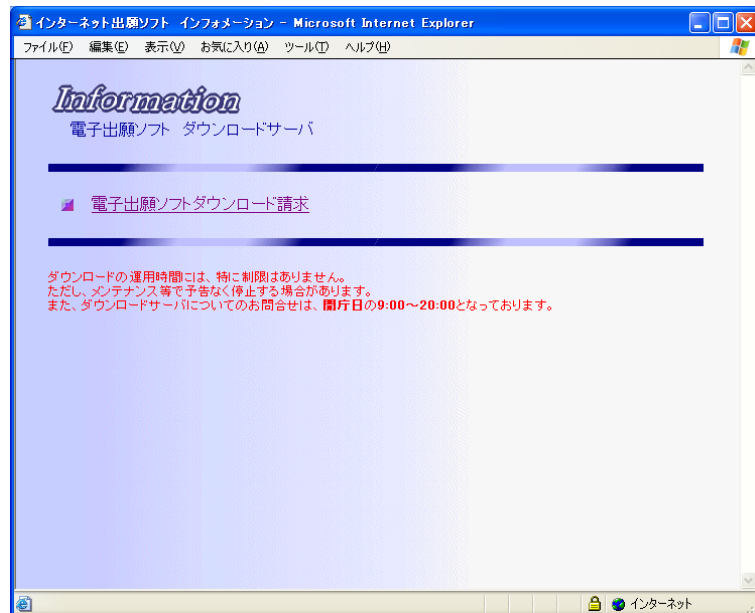 インターネット出願ソフト インフォメーション - Microsoft Internet Explorer
ファイル(F) 編集(E) 表示(V) お気に入り(A) ツール(T) ヘルプ(H)
Information
電子出願ソフト ダウンロードサーバ
電子出願ソフトダウンロード請求
ダウンロードの運用時間には、特に制限はありません。
ただし、メンテナンス等で予告なく停止する場合があります。
また、ダウンロードサーバについてのお問合せは、開庁日の9:00～20:00となっております。
インターネット